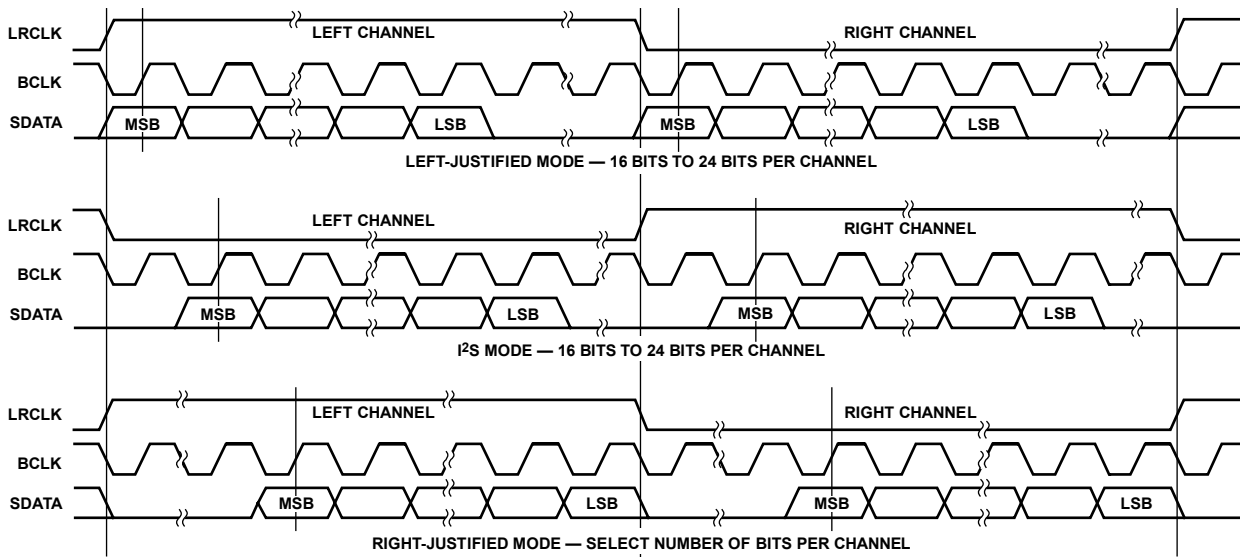 LRCLK LEFT CHANNEL RIGHT CHANNEL
BCLK
SDATA MSB LSB MSB LSB
LEFT-JUSTIFIED MODE — 16 BITS TO 24 BITS PER CHANNEL
LRCLK LEFT CHANNEL RIGHT CHANNEL
BCLK
SDATA MSB LSB MSB LSB
I²S MODE — 16 BITS TO 24 BITS PER CHANNEL
LRCLK LEFT CHANNEL RIGHT CHANNEL
BCLK
SDATA MSB LSB MSB LSB
RIGHT-JUSTIFIED MODE — SELECT NUMBER OF BITS PER CHANNEL